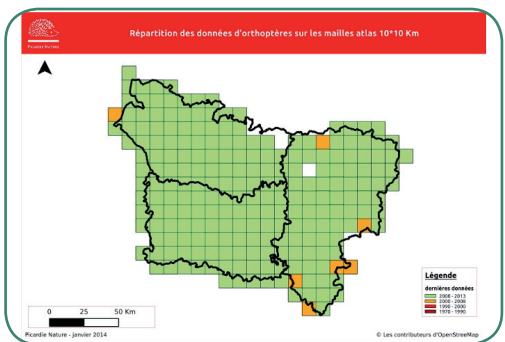 Répartition des données d'orthoptères sur les mailles atlas 10*10 Km
Picardie Nature
Légende
dernières données
2008 - 2013
2000 - 2008
1990 - 2000
1970 - 1990
0 25 50 Km
Picardie Nature - janvier 2014
© Les contributeurs d'OpenStreeMap